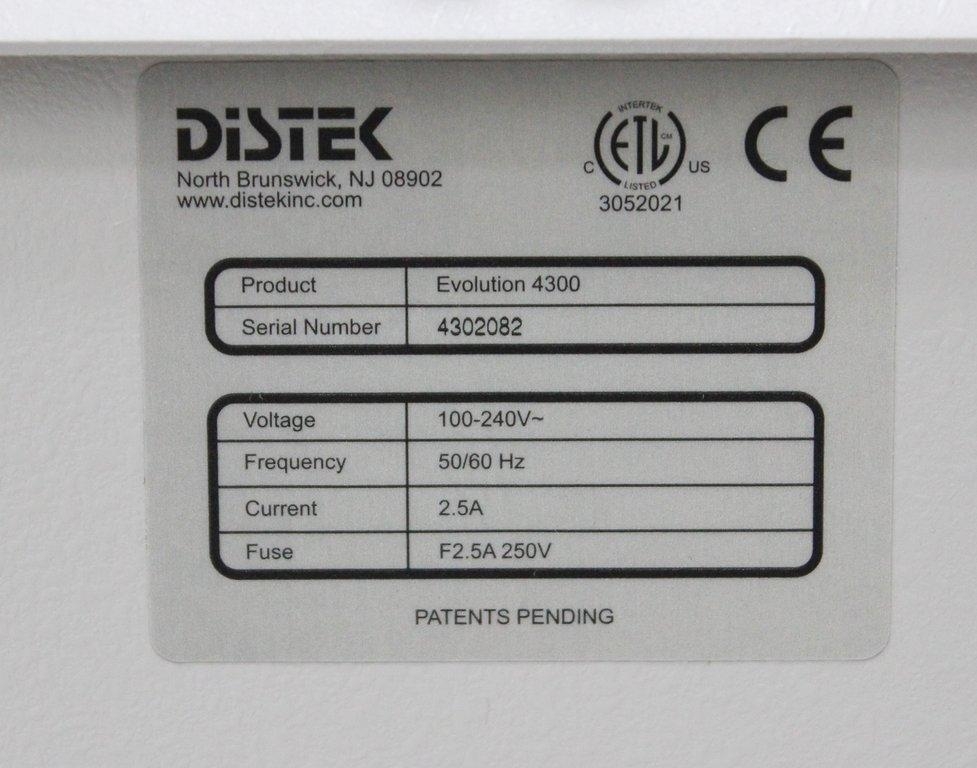 DiSTEK
North Brunswick, NJ 08902
www.distekinc.com
INTERTEK
C ETL CM US
LISTED
3052021
CE
Product Evolution 4300
Serial Number 4302082
Voltage 100-240V~
Frequency 50/60 Hz
Current 2.5A
Fuse F2.5A 250V
PATENTS PENDING